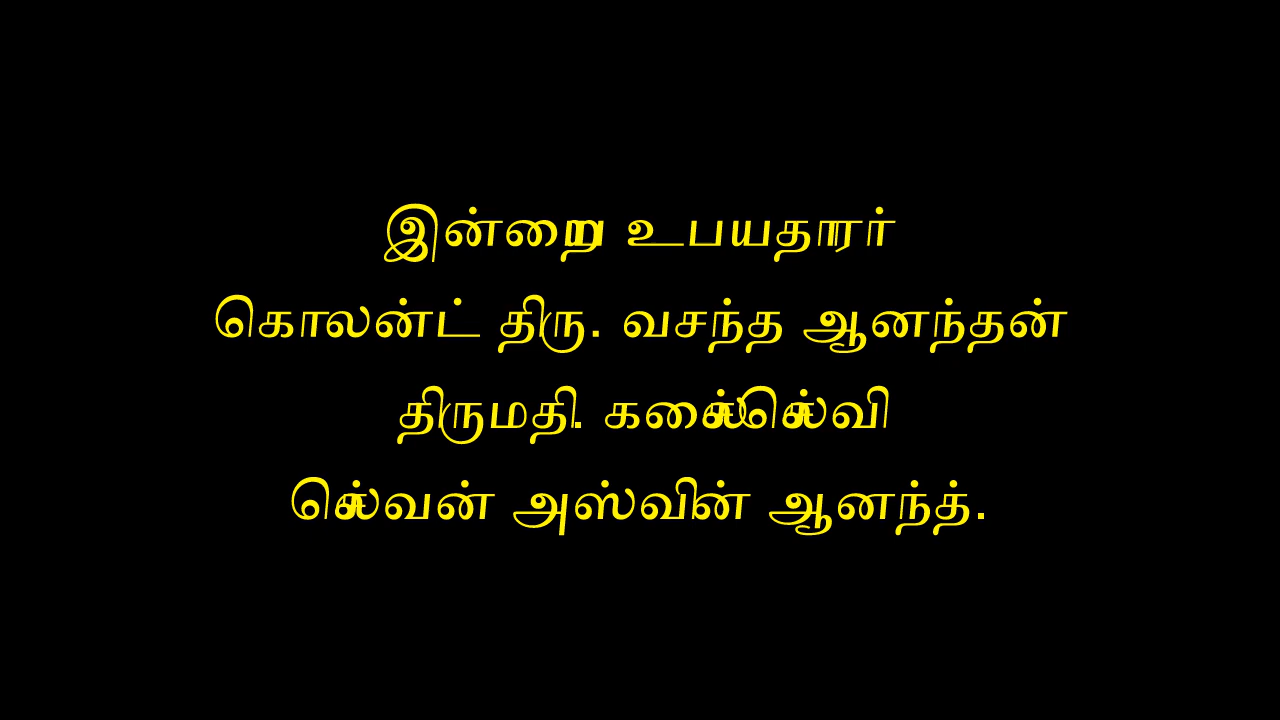 இன்றைய உபயதாரர்
கொலன்ட் திரு. வசந்த ஆனந்தன்
திருமதி. கலைச்செல்வி
செல்வன் அஸ்வின் ஆனந்த்.